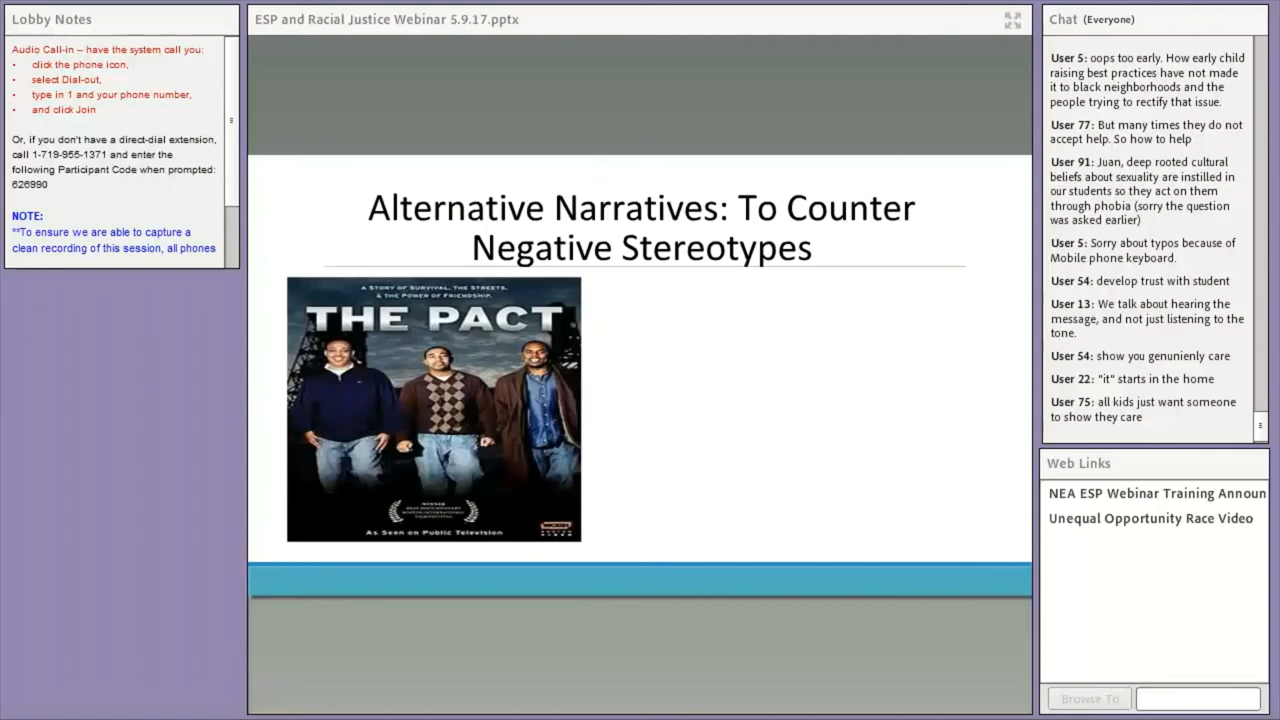 Lobby Notes
Audio Call-in – have the system call you:
• click the phone icon,
• select Dial-out,
• type in 1 and your phone number,
• and click Join
Or, if you don't have a direct-dial extension,
call 1-719-955-1371 and enter the
following Participant Code when prompted:
626990
NOTE:
**To ensure we are able to capture a
clean recording of this session, all phones
ESP and Racial Justice Webinar 5.9.17.pptx
Alternative Narratives: To Counter
Negative Stereotypes
A STORY OF SURVIVAL, THE STREETS,
& THE POWER OF FRIENDSHIP.
THE PACT
WINNER
As Seen on Public Television
Chat (Everyone)
User 5: oops too early. How early child
raising best practices have not made
it to black neighborhoods and the
people trying to rectify that issue.
User 77: But many times they do not
accept help. So how to help
User 91: Juan, deep rooted cultural
beliefs about sexuality are instilled in
our students so they act on them
through phobia (sorry the question
was asked earlier)
User 5: Sorry about typos because of
Mobile phone keyboard.
User 54: develop trust with student
User 13: We talk about hearing the
message, and not just listening to the
tone.
User 54: show you genunienly care
User 22: "it" starts in the home
User 75: all kids just want someone
to show they care
Web Links
NEA ESP Webinar Training Announ
Unequal Opportunity Race Video
Browse To